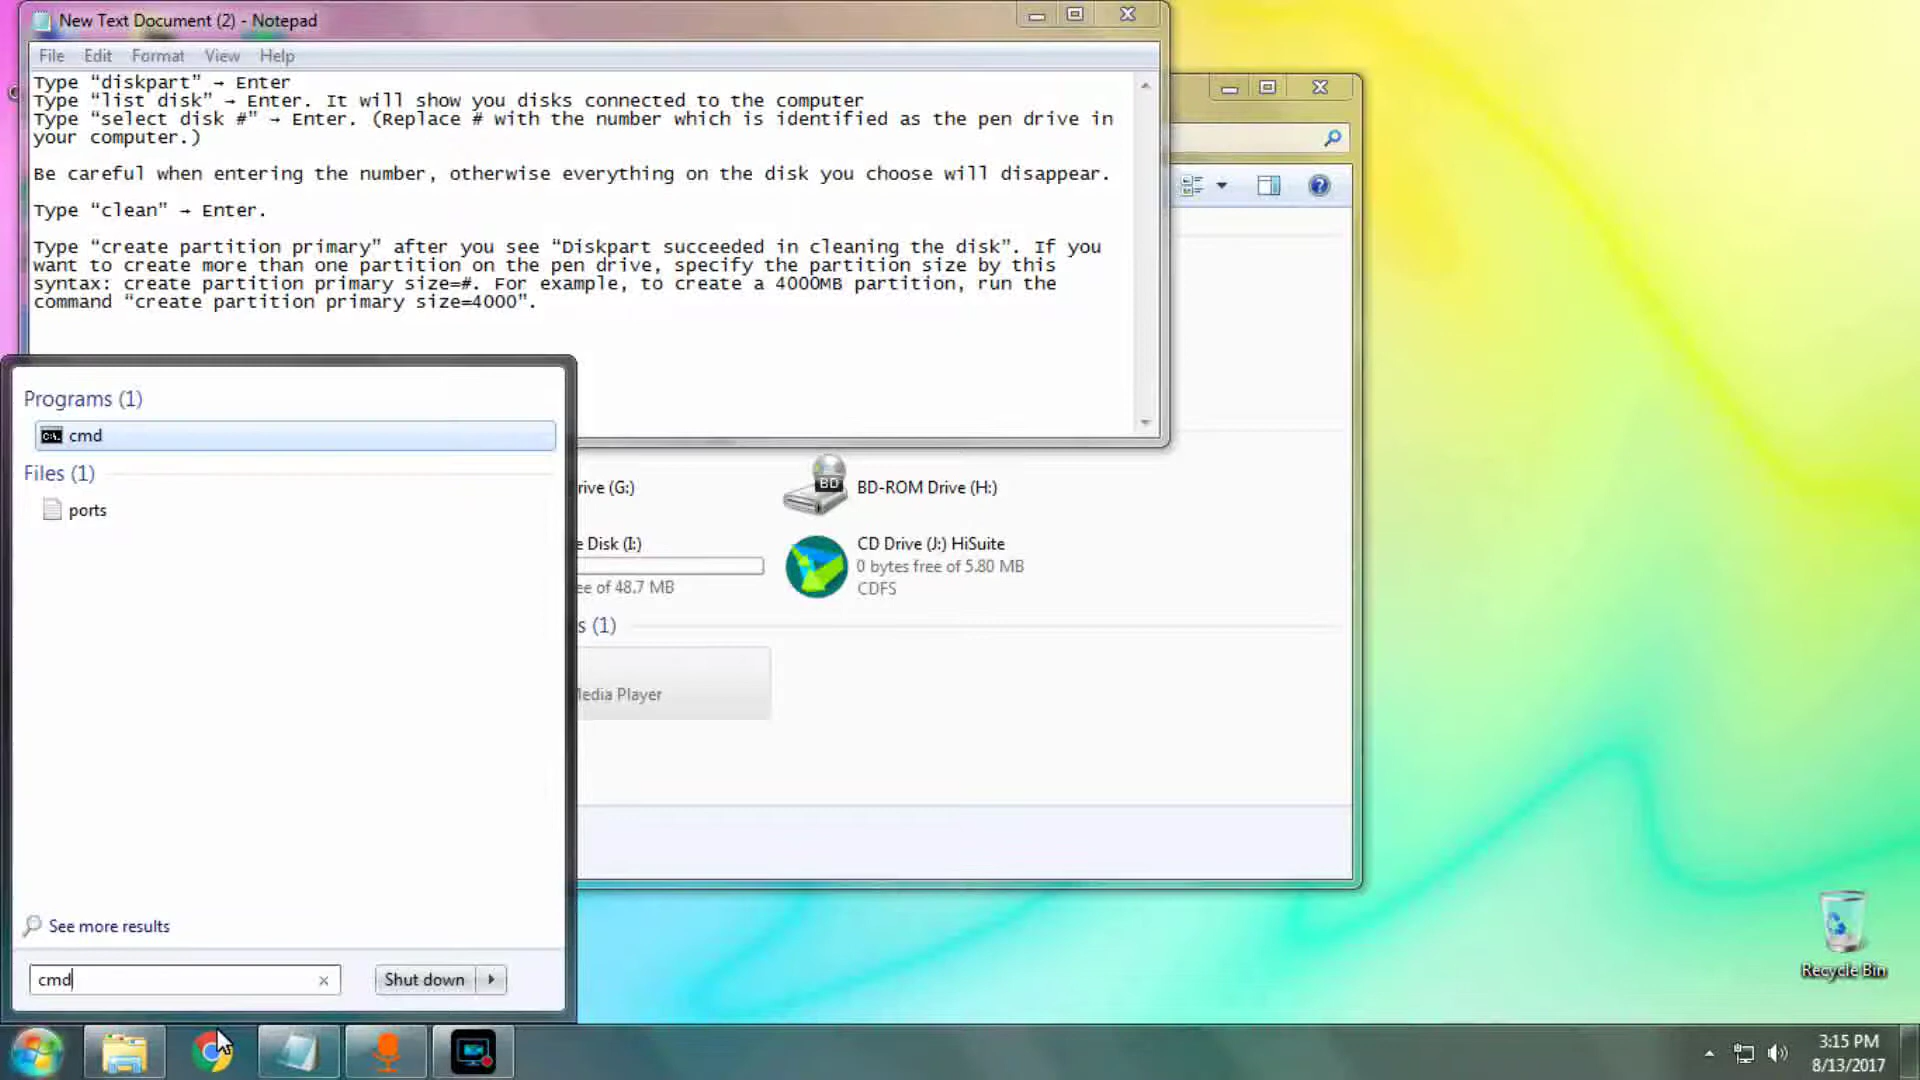 New Text Document (2) - Notepad
File Edit Format View Help
Type “diskpart” → Enter
Type “list disk” → Enter. It will show you disks connected to the computer
Type “select disk #” → Enter. (Replace # with the number which is identified as the pen drive in
your computer.)
Be careful when entering the number, otherwise everything on the disk you choose will disappear.
Type “clean” → Enter.
Type “create partition primary” after you see “Diskpart succeeded in cleaning the disk”. If you
want to create more than one partition on the pen drive, specify the partition size by this
syntax: create partition primary size=#. For example, to create a 4000MB partition, run the
command “create partition primary size=4000”.
Programs (1)
cmd
Files (1)
ports
See more results
cmd
Shut down
rive (G:)
BD
BD-ROM Drive (H:)
e Disk (I:)
ee of 48.7 MB
CD Drive (J:) HiSuite
0 bytes free of 5.80 MB
CDFS
s (1)
Media Player
Recycle Bin
3:15 PM
8/13/2017